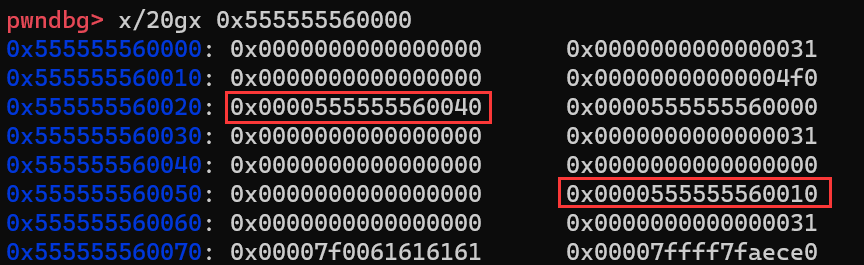 pwndbg> x/20gx 0x555555560000
0x555555560000: 0x0000000000000000 0x0000000000000031
0x555555560010: 0x0000000000000000 0x00000000000004f0
0x555555560020: 0x0000555555560040 0x0000555555560000
0x555555560030: 0x0000000000000000 0x0000000000000031
0x555555560040: 0x0000000000000000 0x0000000000000000
0x555555560050: 0x0000000000000000 0x0000555555560010
0x555555560060: 0x0000000000000000 0x0000000000000031
0x555555560070: 0x00007f0061616161 0x00007ffff7faece0